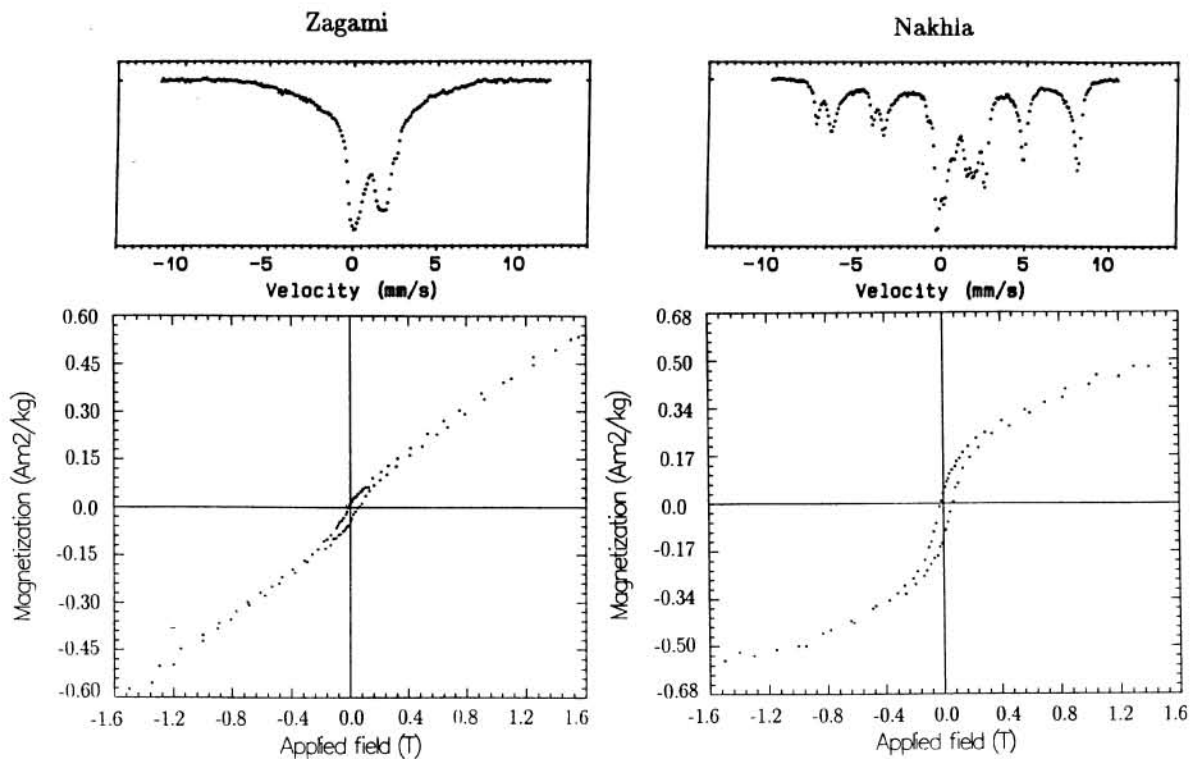 Zagami
Nakhla
-10 -5 0 5 10
Velocity (mm/s)
-10 -5 0 5 10
Velocity (mm/s)
Magnetization (Am2/kg)
0.60
0.45
0.30
0.15
0.0
-0.15
-0.30
-0.45
-0.60
-1.6 -1.2 -0.8 -0.4 0.0 0.4 0.8 1.2 1.6
Applied field (T)
Magnetization (Am2/kg)
0.68
0.50
0.34
0.17
0.0
-0.17
-0.34
-0.50
-0.68
-1.6 -1.2 -0.8 -0.4 0.0 0.4 0.8 1.2 1.6
Applied field (T)